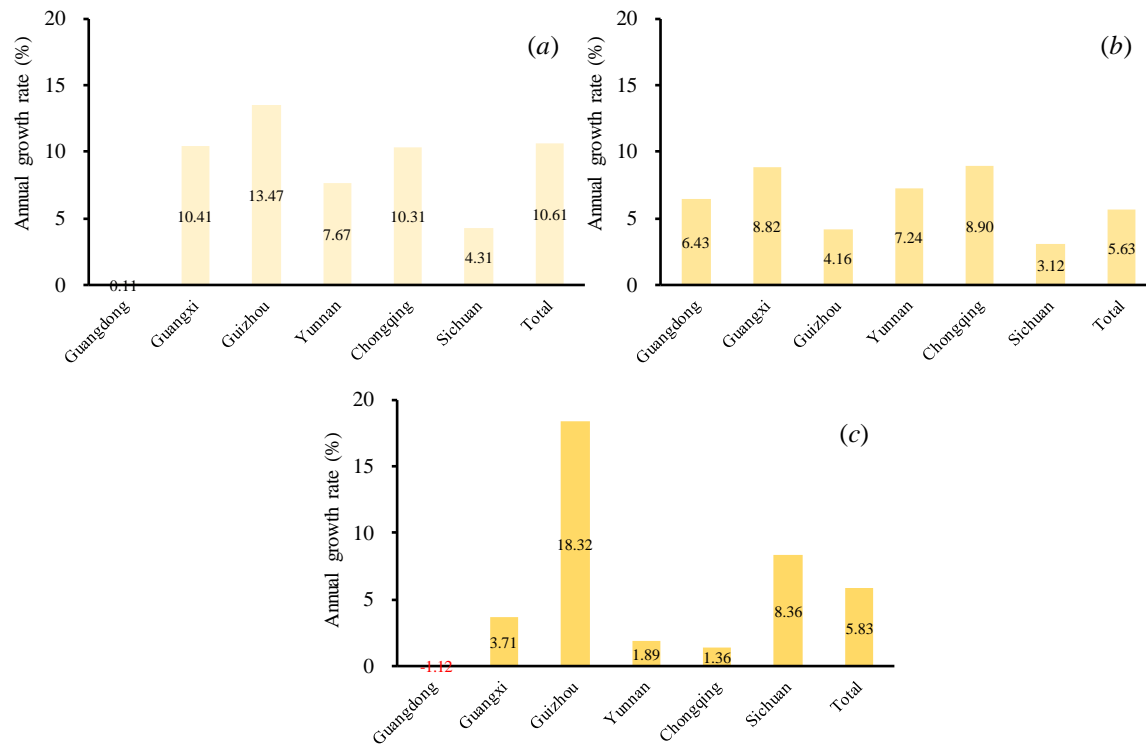 Annual growth rate (%)
20
15
10
5
0
(a)
0.11
10.41
13.47
7.67
10.31
4.31
10.61
Guangdong
Guangxi
Guizhou
Yunnan
Chongqing
Sichuan
Total
Annual growth rate (%)
20
15
10
5
0
(b)
6.43
8.82
4.16
7.24
8.90
3.12
5.63
Guangdong
Guangxi
Guizhou
Yunnan
Chongqing
Sichuan
Total
Annual growth rate (%)
20
15
10
5
0
(c)
-1.12
3.71
18.32
1.89
1.36
8.36
5.83
Guangdong
Guangxi
Guizhou
Yunnan
Chongqing
Sichuan
Total